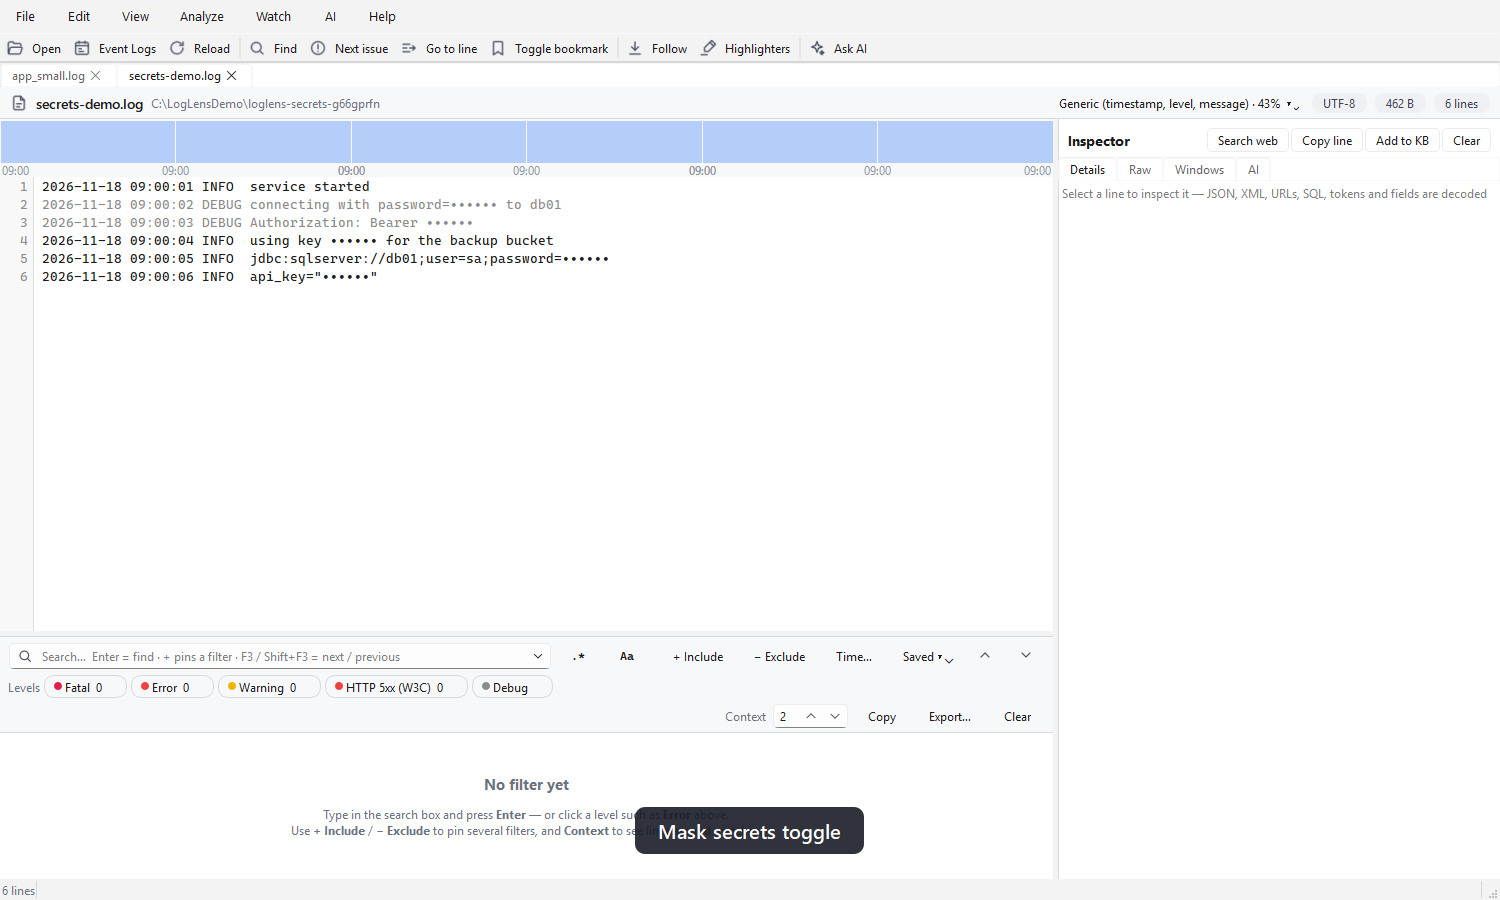 File Edit View Analyze Watch AI Help
Open Event Logs Reload Find Next issue Go to line Toggle bookmark Follow Highlighters Ask AI
app_small.log secrets-demo.log
secrets-demo.log C:\LogLensDemo\loglens-secrets-g66gprfn Generic (timestamp, level, message) · 43% UTF-8 462 B 6 lines
09:00 09:00 09:00 09:00 09:00 09:00 09:00
1 2026-11-18 09:00:01 INFO service started
2 2026-11-18 09:00:02 DEBUG connecting with password=•••••• to db01
3 2026-11-18 09:00:03 DEBUG Authorization: Bearer ••••••
4 2026-11-18 09:00:04 INFO using key •••••• for the backup bucket
5 2026-11-18 09:00:05 INFO jdbc:sqlserver://db01;user=sa;password=••••••
6 2026-11-18 09:00:06 INFO api_key="••••••"
Inspector Search web Copy line Add to KB Clear
Details Raw Windows AI
Select a line to inspect it — JSON, XML, URLs, SQL, tokens and fields are decoded
Search... Enter = find · + pins a filter · F3 / Shift+F3 = next / previous .* Aa + Include − Exclude Time... Saved
Levels Fatal 0 Error 0 Warning 0 HTTP 5xx (W3C) 0 Debug
Context 2 Copy Export... Clear
No filter yet
Type in the search box and press Enter — or click a level such as Error above.
Use + Include / − Exclude to pin several filters, and Context to see
Mask secrets toggle
6 lines